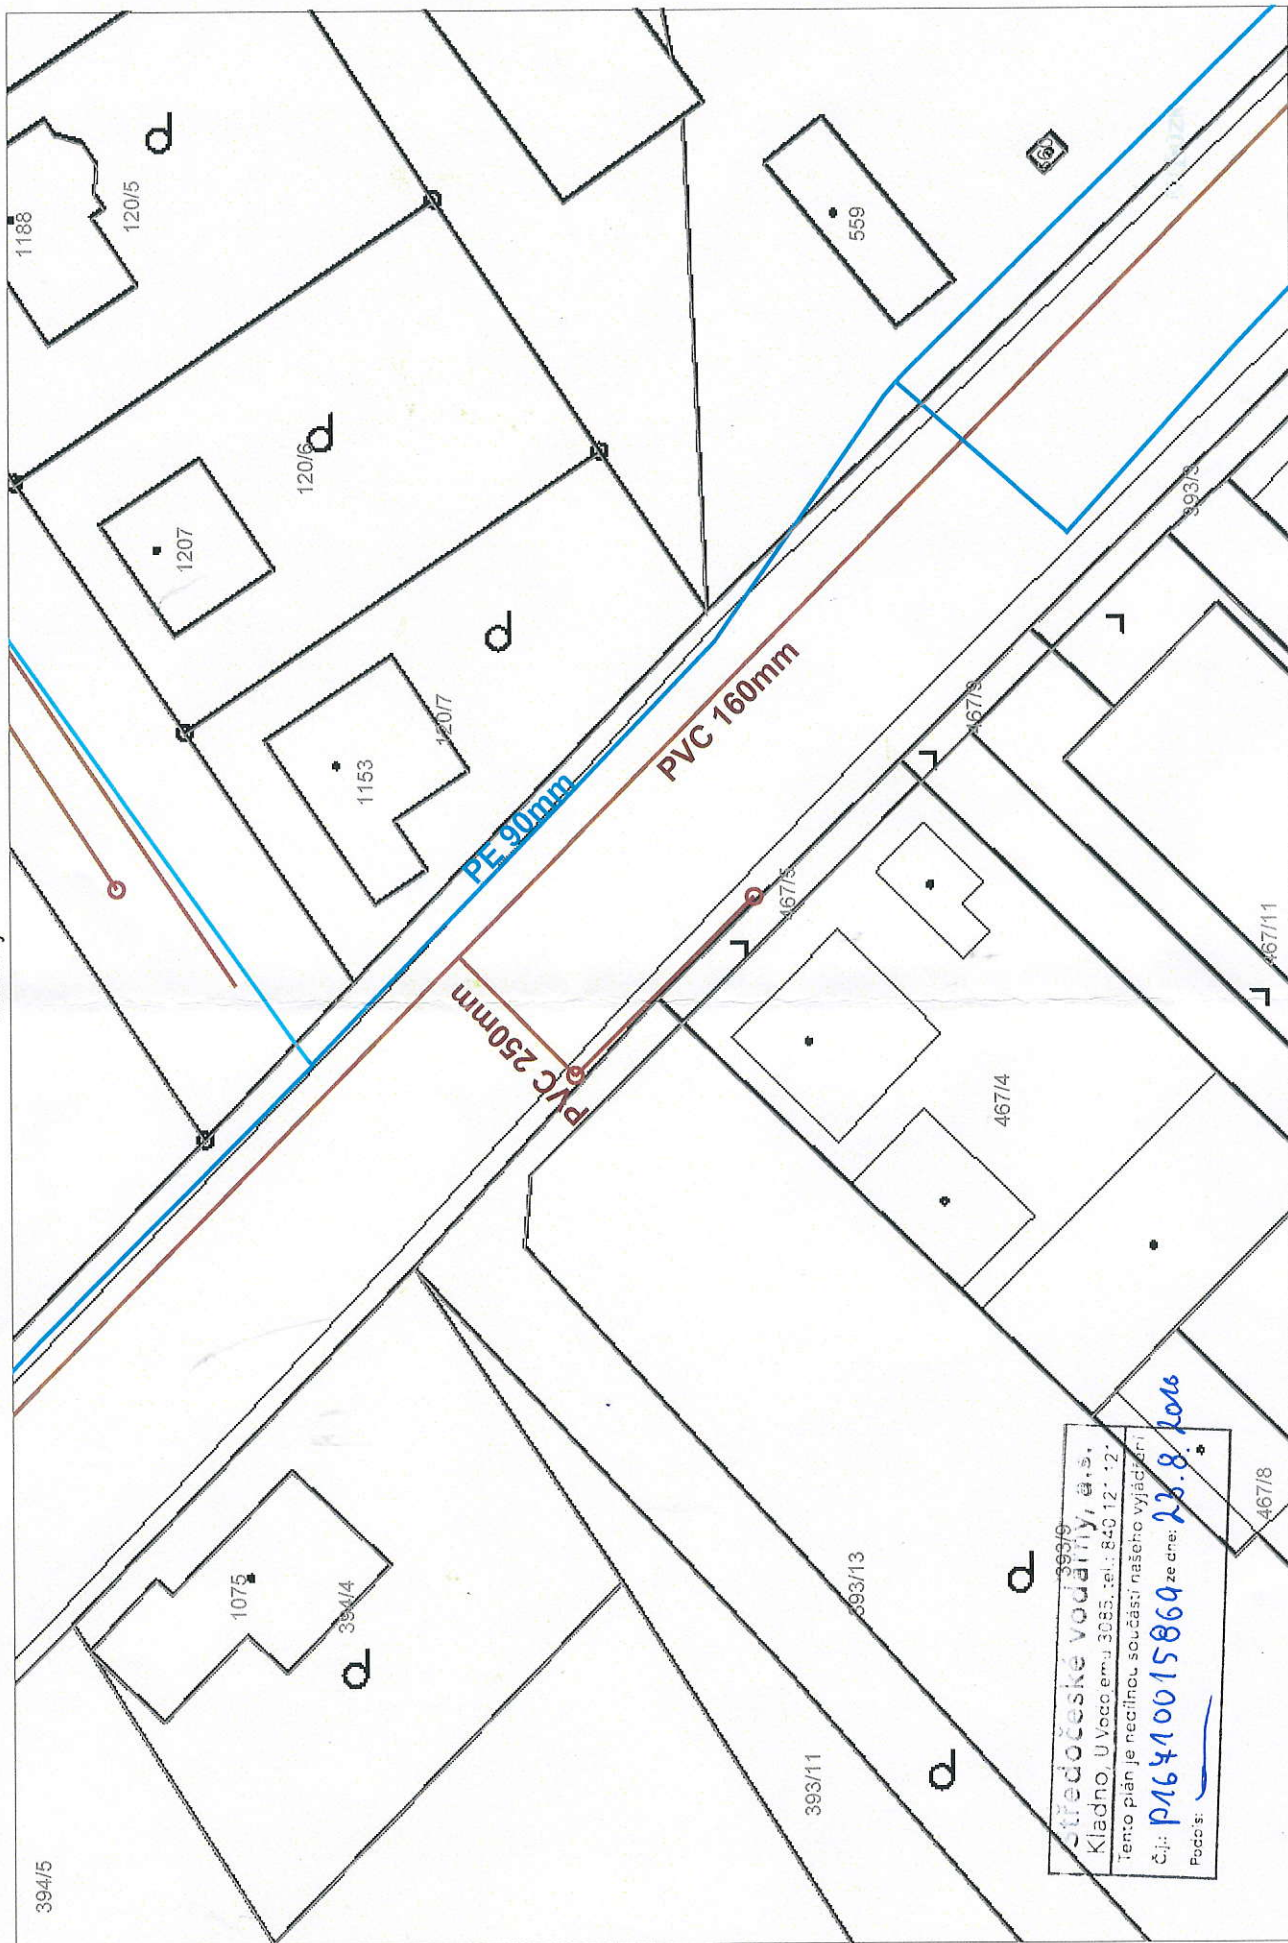 1188
120/5
559
120/6
1207
393/3
1153
120/7
467/9
PVC 160mm
PE 90mm
467/5
467/11
PVC 250mm
467/4
1075
394/4
393/13
393/9
467/8
393/11
394/5
Středočeské vodárny, a.s.
Kladno, U Vodojemu 3085, tel.: 840 121 121
Tento plán je nedílnou součástí našeho vyjádření
Č.j.: P16710015864 ze dne: 23.8.2016
Podpis: